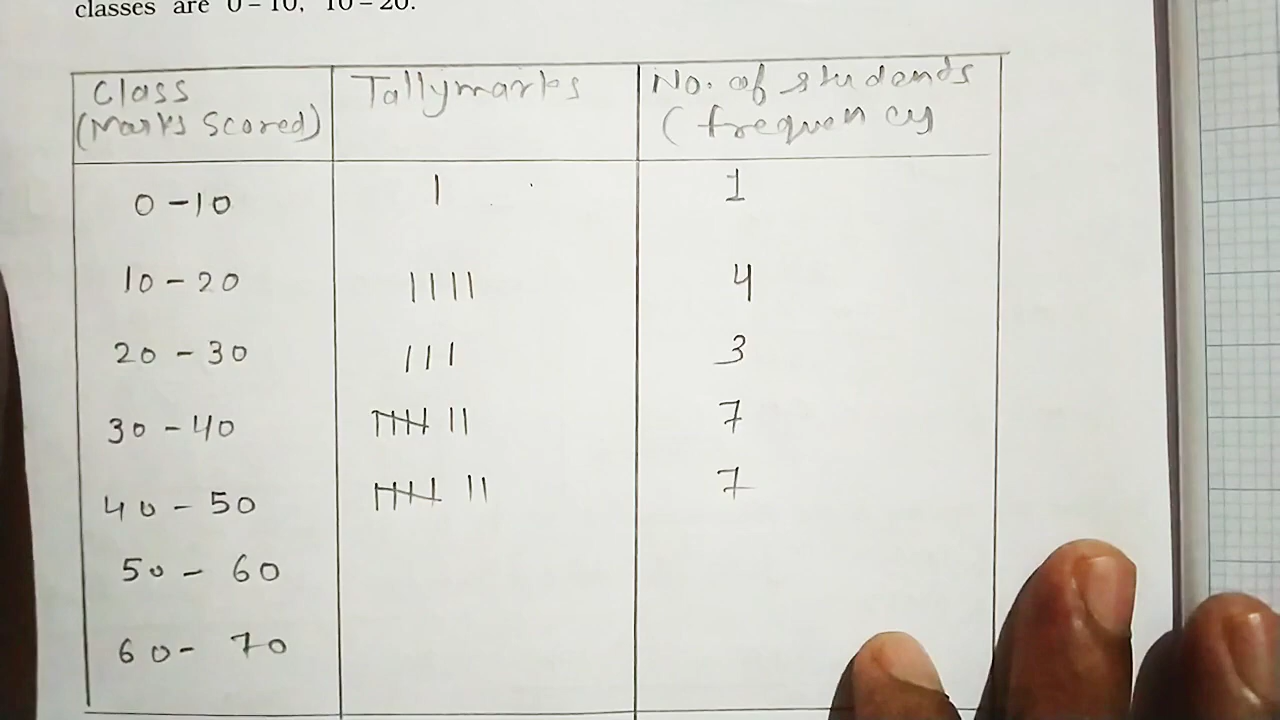 classes are 0 – 10, 10 – 20.
Class Tallymarks No. of students
(Marks Scored) (frequency
0 - 10 | 1
10 - 20 |||| 4
20 - 30 ||| 3
30 - 40 |||| || 7
40 - 50 |||| || 7
50 - 60
60 - 70